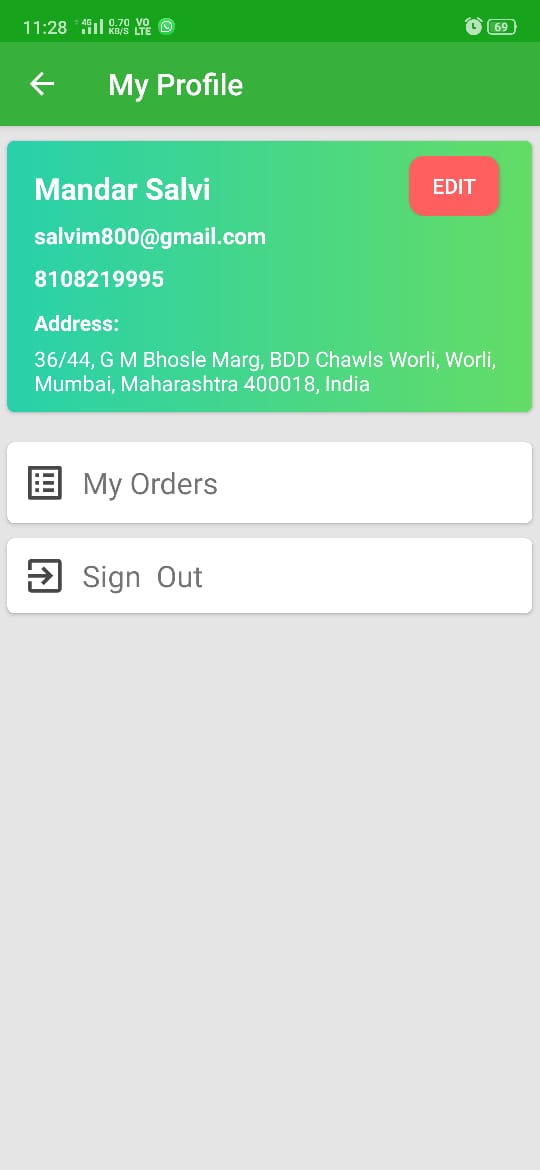 11:28 4G 0.70 KB/S VO LTE 69
My Profile
Mandar Salvi
EDIT
salvim800@gmail.com
8108219995
Address:
36/44, G M Bhosle Marg, BDD Chawls Worli, Worli,
Mumbai, Maharashtra 400018, India
My Orders
Sign Out